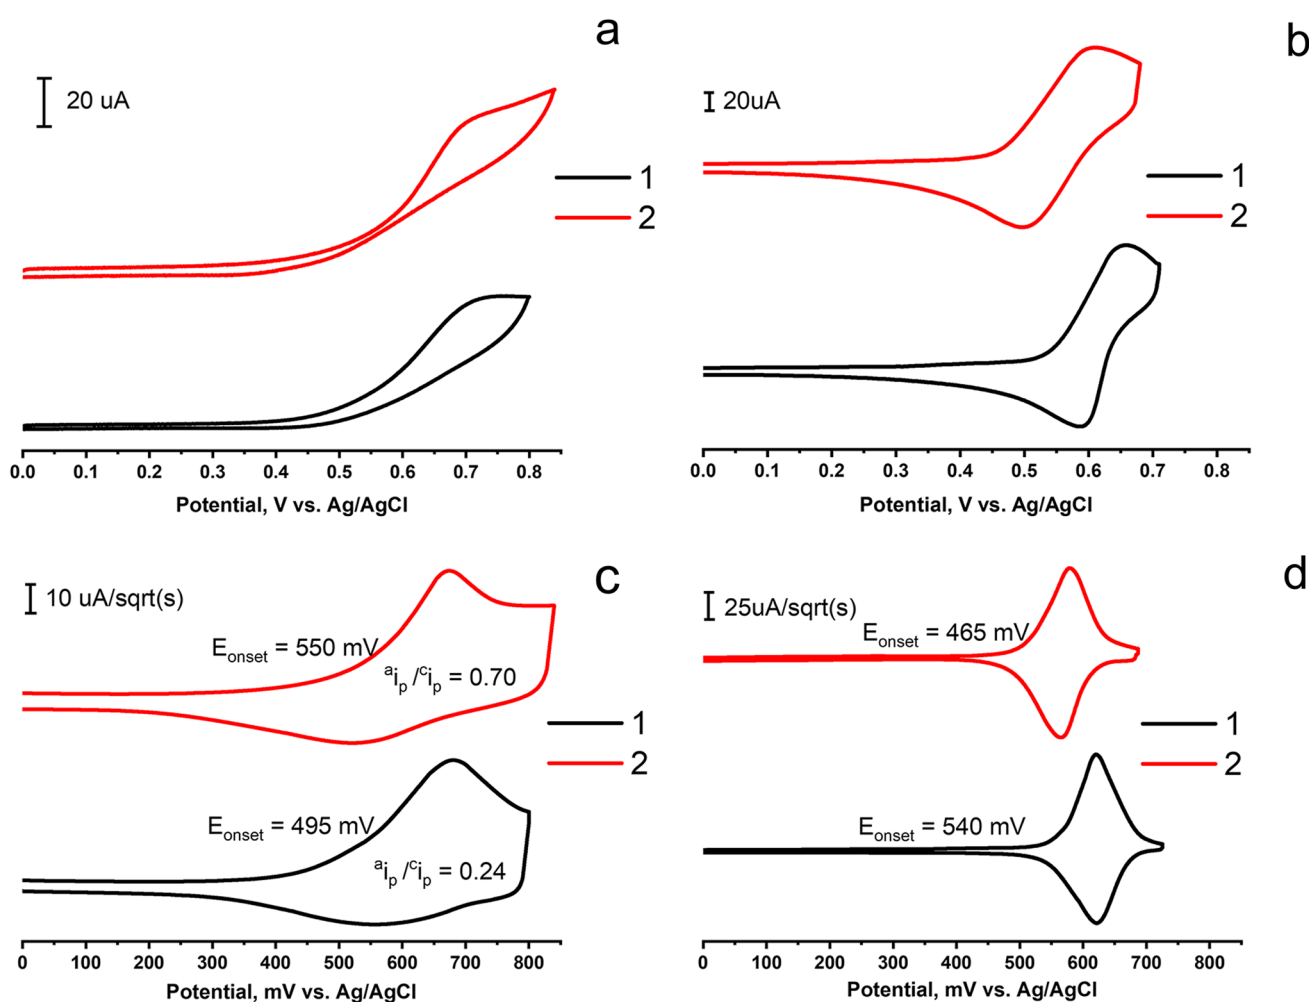 a
20 uA
1
2
0.0 0.1 0.2 0.3 0.4 0.5 0.6 0.7 0.8
Potential, V vs. Ag/AgCl
b
20uA
1
2
0.0 0.1 0.2 0.3 0.4 0.5 0.6 0.7 0.8
Potential, V vs. Ag/AgCl
c
10 uA/sqrt(s)
Eonset = 550 mV
aip/cip = 0.70
1
2
Eonset = 495 mV
aip/cip = 0.24
0 100 200 300 400 500 600 700 800
Potential, mV vs. Ag/AgCl
d
25uA/sqrt(s)
Eonset = 465 mV
1
2
Eonset = 540 mV
0 100 200 300 400 500 600 700 800
Potential, mV vs. Ag/AgCl